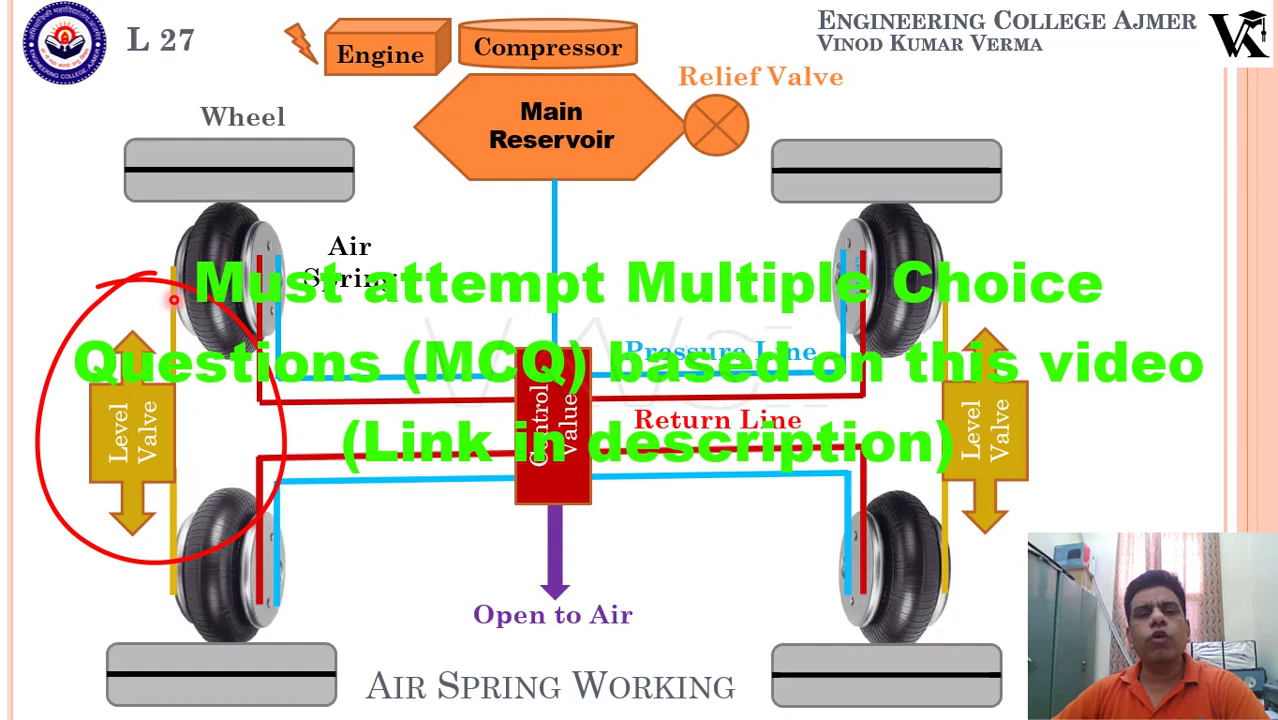 L 27
ENGINEERING COLLEGE AJMER
VINOD KUMAR VERMA
Engine
Compressor
Relief Valve
Main
Reservoir
Wheel
Air
Spring
Must attempt Multiple Choice
Questions (MCQ) based on this video
(Link in description)
Pressure Line
Return Line
Level
Valve
Control
Value
Level
Valve
Open to Air
AIR SPRING WORKING